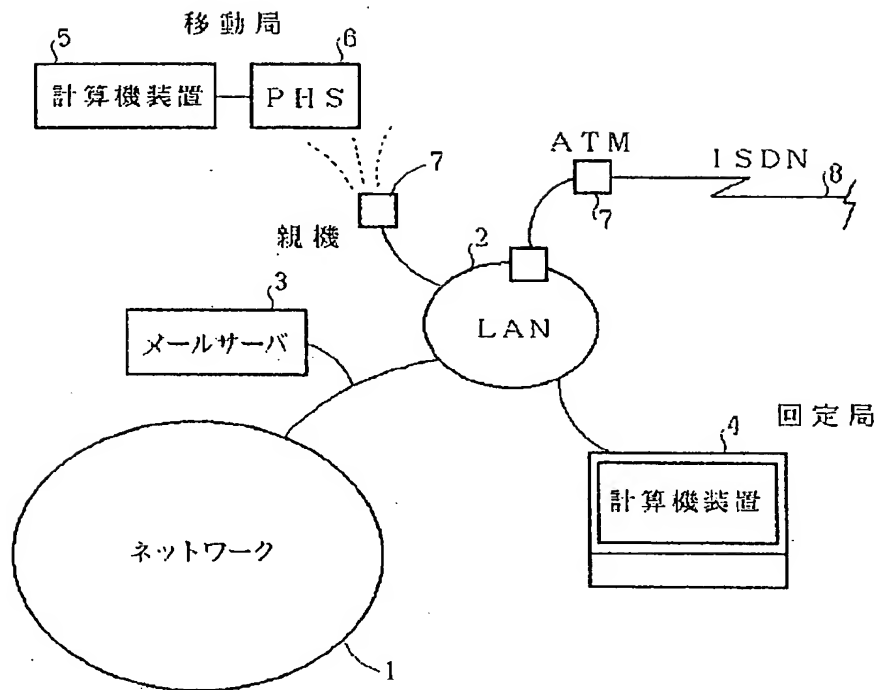 移動局
5
6
計算機装置
PHS
ATM
ISDN
7
7
8
親機
2
3
LAN
メールサーバ
回定局
4
計算機装置
ネットワーク
1